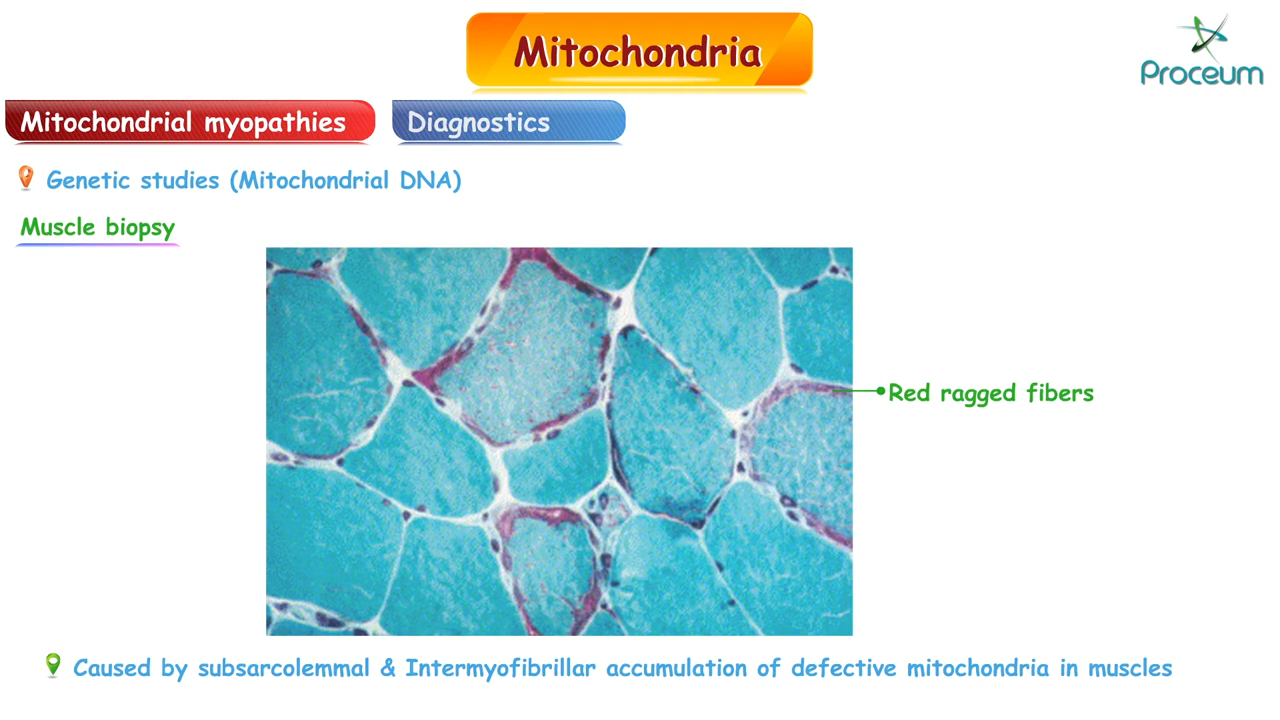 Mitochondria
Proceum
Mitochondrial myopathies
Diagnostics
Genetic studies (Mitochondrial DNA)
Muscle biopsy
Red ragged fibers
Caused by subsarcolemmal & Intermyofibrillar accumulation of defective mitochondria in muscles